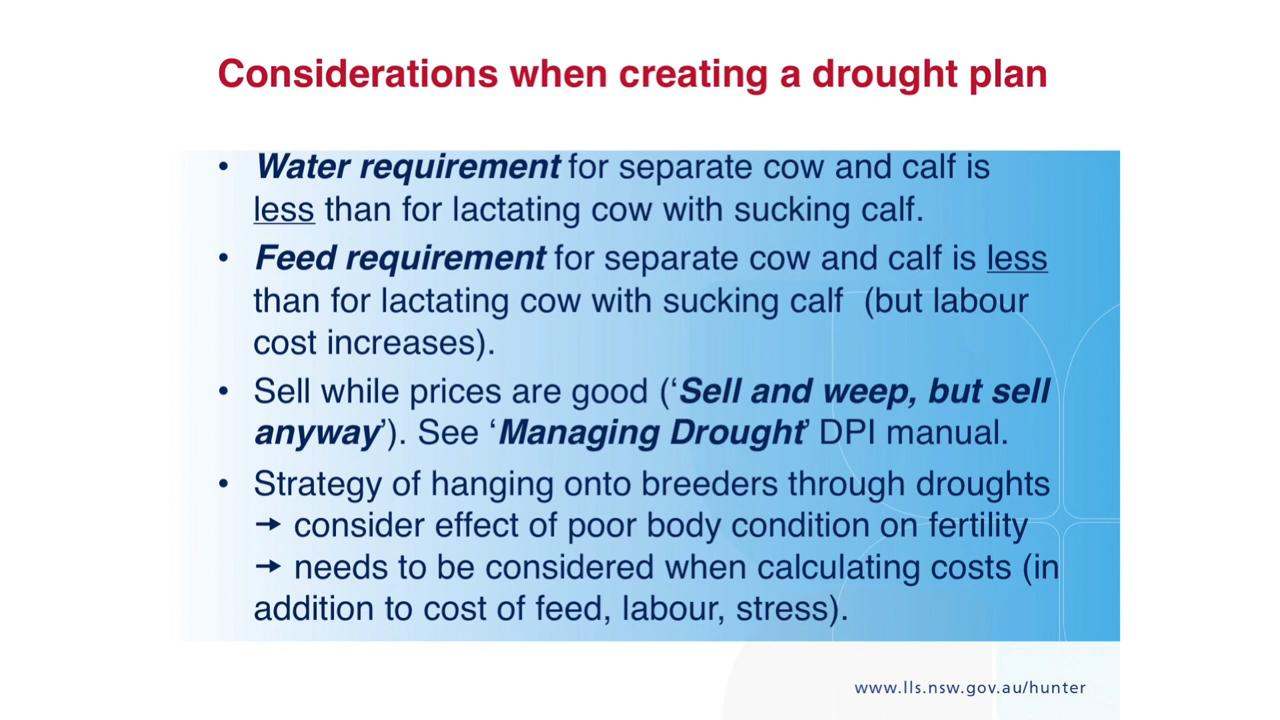 Considerations when creating a drought plan
• Water requirement for separate cow and calf is
less than for lactating cow with sucking calf.
• Feed requirement for separate cow and calf is less
than for lactating cow with sucking calf (but labour
cost increases).
• Sell while prices are good (‘Sell and weep, but sell
anyway’). See ‘Managing Drought’ DPI manual.
• Strategy of hanging onto breeders through droughts
→ consider effect of poor body condition on fertility
→ needs to be considered when calculating costs (in
addition to cost of feed, labour, stress).
www.lls.nsw.gov.au/hunter